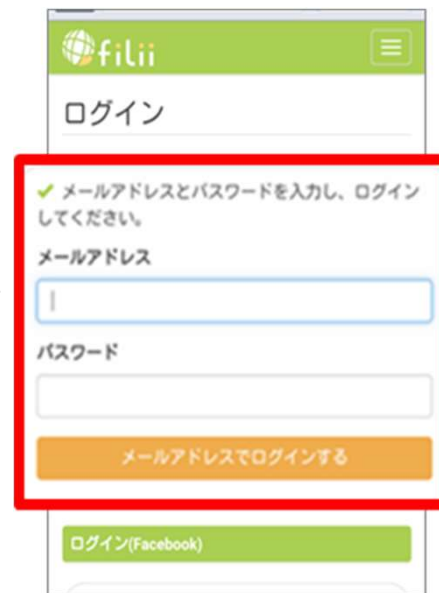 filii
ログイン
メールアドレスとパスワードを入力し、ログイン
してください。
メールアドレス
パスワード
メールアドレスでログインする
ログイン(Facebook)